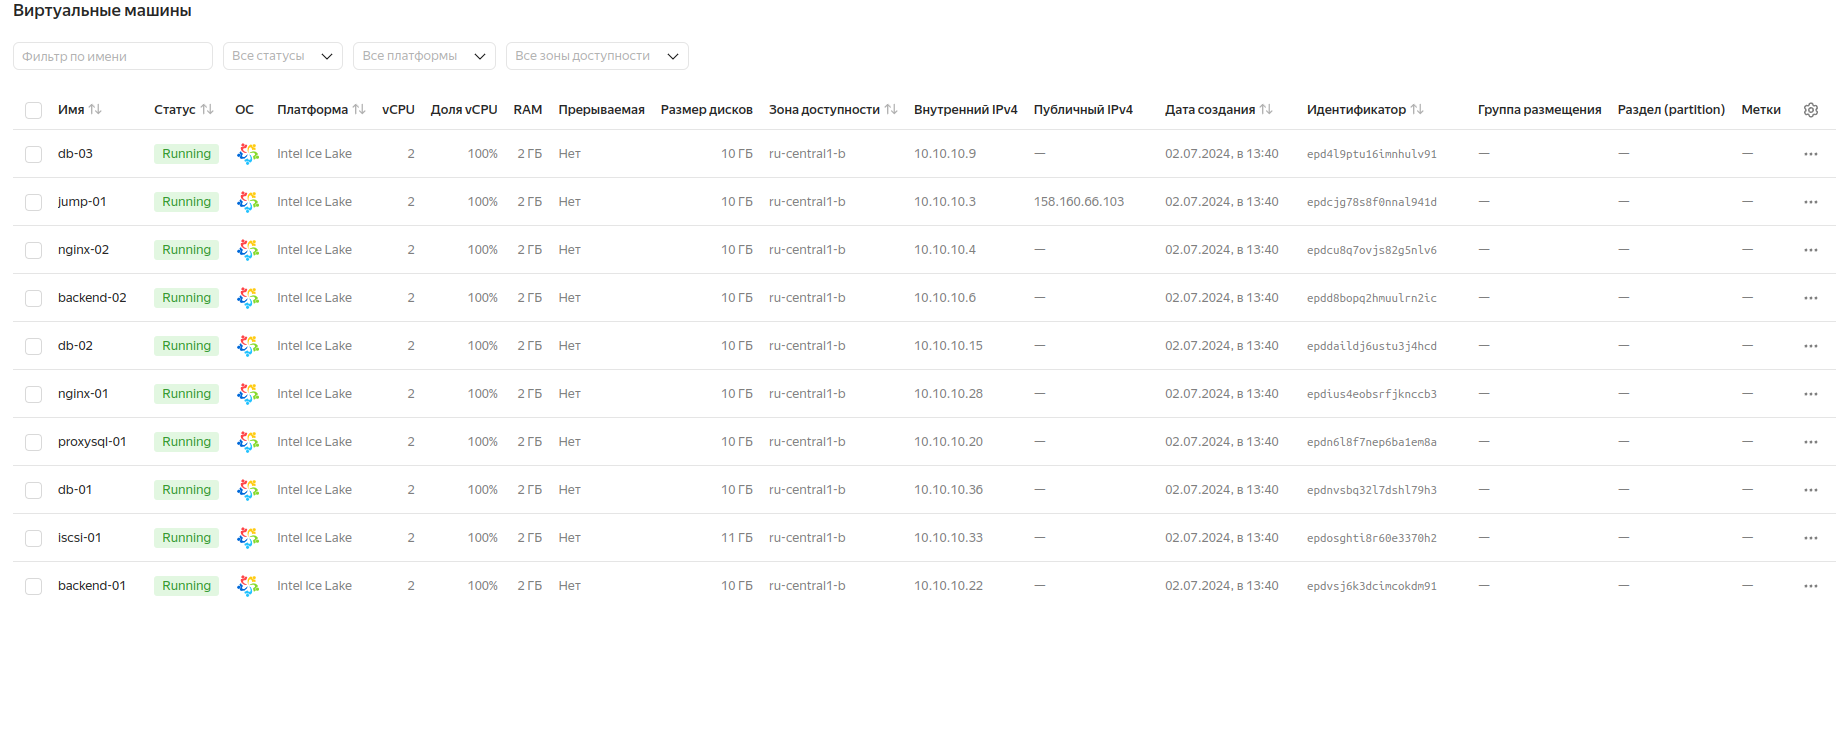 Виртуальные машины
Фильтр по имени Все статусы Все платформы Все зоны доступности
Имя Статус ОС Платформа vCPU Доля vCPU RAM Прерываемая Размер дисков Зона доступности Внутренний IPv4 Публичный IPv4 Дата создания Идентификатор Группа размещения Раздел (partition) Метки
db-03 Running Intel Ice Lake 2 100% 2 ГБ Нет 10 ГБ ru-central1-b 10.10.10.9 — 02.07.2024, в 13:40 epd4l9ptu16imnhulv91 — — — ···
jump-01 Running Intel Ice Lake 2 100% 2 ГБ Нет 10 ГБ ru-central1-b 10.10.10.3 158.160.66.103 02.07.2024, в 13:40 epdcjg78s8f0nnal941d — — — ···
nginx-02 Running Intel Ice Lake 2 100% 2 ГБ Нет 10 ГБ ru-central1-b 10.10.10.4 — 02.07.2024, в 13:40 epdcu8q7ovjs82g5nlv6 — — — ···
backend-02 Running Intel Ice Lake 2 100% 2 ГБ Нет 10 ГБ ru-central1-b 10.10.10.6 — 02.07.2024, в 13:40 epdd8bopq2hmuulrn2ic — — — ···
db-02 Running Intel Ice Lake 2 100% 2 ГБ Нет 10 ГБ ru-central1-b 10.10.10.15 — 02.07.2024, в 13:40 epddaildj6ustu3j4hcd — — — ···
nginx-01 Running Intel Ice Lake 2 100% 2 ГБ Нет 10 ГБ ru-central1-b 10.10.10.28 — 02.07.2024, в 13:40 epdius4eobsrfjknccb3 — — — ···
proxysql-01 Running Intel Ice Lake 2 100% 2 ГБ Нет 10 ГБ ru-central1-b 10.10.10.20 — 02.07.2024, в 13:40 epdn6l8f7nep6ba1em8a — — — ···
db-01 Running Intel Ice Lake 2 100% 2 ГБ Нет 10 ГБ ru-central1-b 10.10.10.36 — 02.07.2024, в 13:40 epdnvsbq32l7dshl79h3 — — — ···
iscsi-01 Running Intel Ice Lake 2 100% 2 ГБ Нет 11 ГБ ru-central1-b 10.10.10.33 — 02.07.2024, в 13:40 epdosghti8r60e3370h2 — — — ···
backend-01 Running Intel Ice Lake 2 100% 2 ГБ Нет 10 ГБ ru-central1-b 10.10.10.22 — 02.07.2024, в 13:40 epdvsj6k3dcimcokdm91 — — — ···